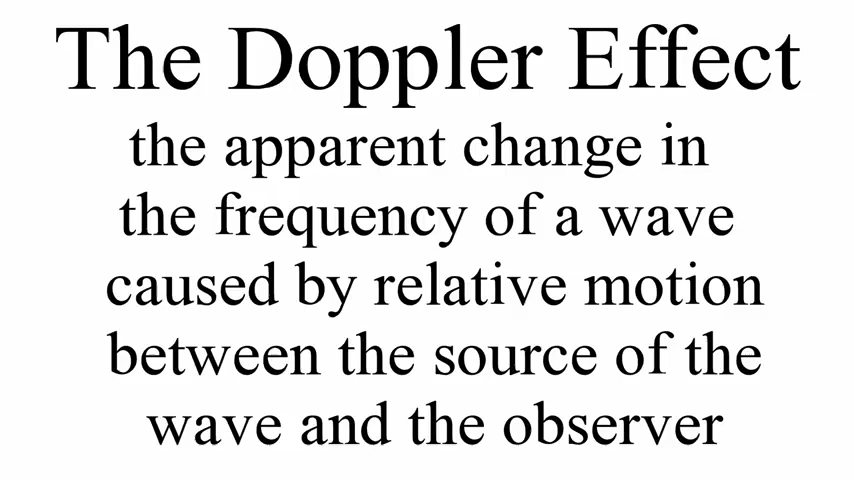 The Doppler Effect
the apparent change in
the frequency of a wave
caused by relative motion
between the source of the
wave and the observer